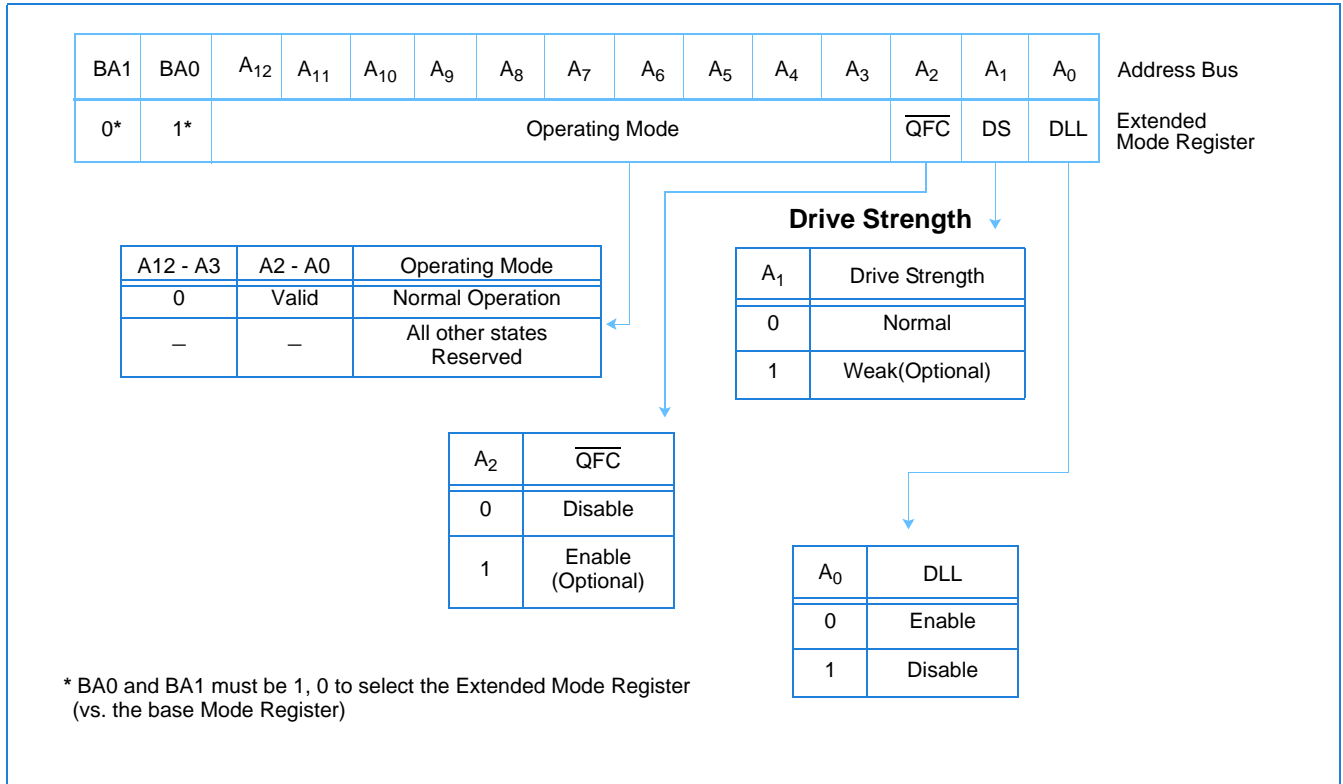 BA1 BA0 A12 A11 A10 A9 A8 A7 A6 A5 A4 A3 A2 A1 A0 Address Bus
0* 1* Operating Mode QFC DS DLL Extended
Mode Register
Drive Strength
A12 - A3 A2 - A0 Operating Mode
0 Valid Normal Operation
– – All other states
Reserved
A1 Drive Strength
0 Normal
1 Weak(Optional)
A2 QFC
0 Disable
1 Enable
(Optional)
A0 DLL
0 Enable
1 Disable
* BA0 and BA1 must be 1, 0 to select the Extended Mode Register
(vs. the base Mode Register)